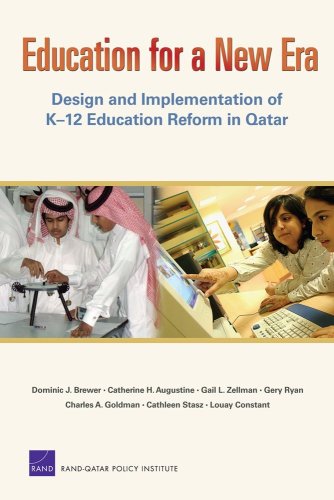 Education for a New Era
Design and Implementation of
K–12 Education Reform in Qatar
Dominic J. Brewer • Catherine H. Augustine • Gail L. Zellman • Gery Ryan
Charles A. Goldman • Cathleen Stasz • Louay Constant
RAND
RAND-QATAR POLICY INSTITUTE